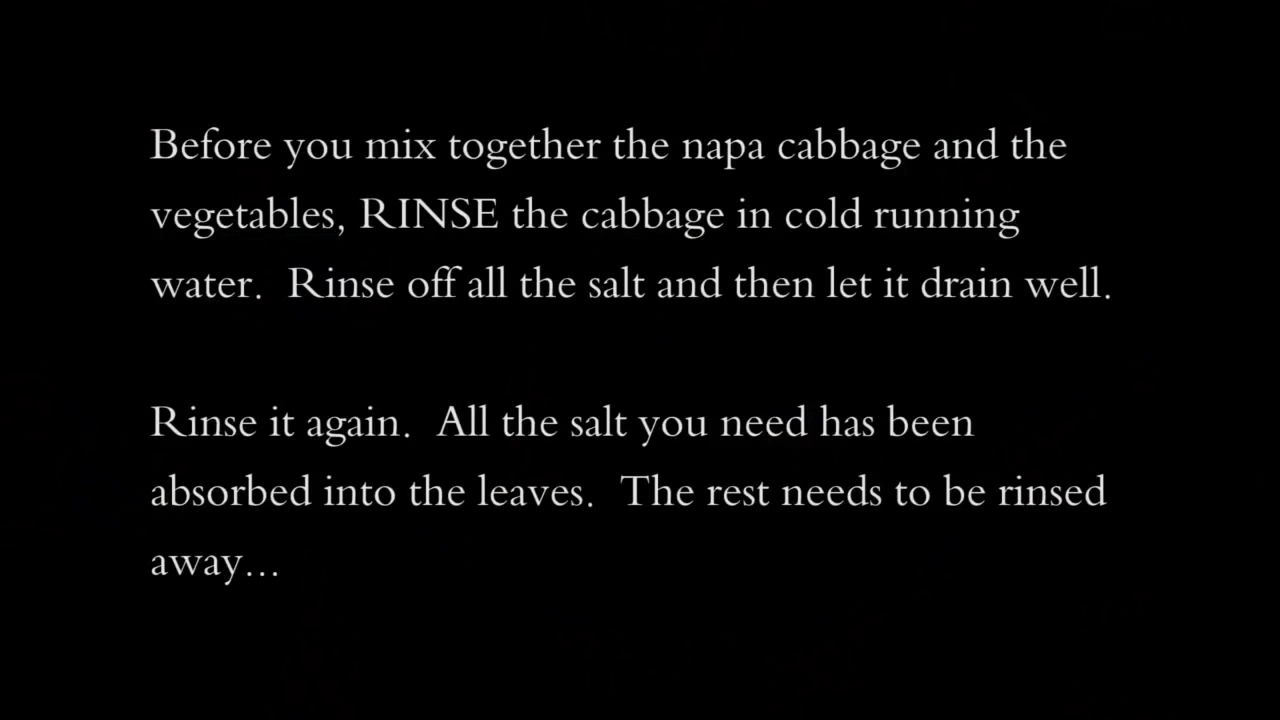 Before you mix together the napa cabbage and the
vegetables, RINSE the cabbage in cold running
water.  Rinse off all the salt and then let it drain well.
Rinse it again.  All the salt you need has been
absorbed into the leaves.  The rest needs to be rinsed
away...